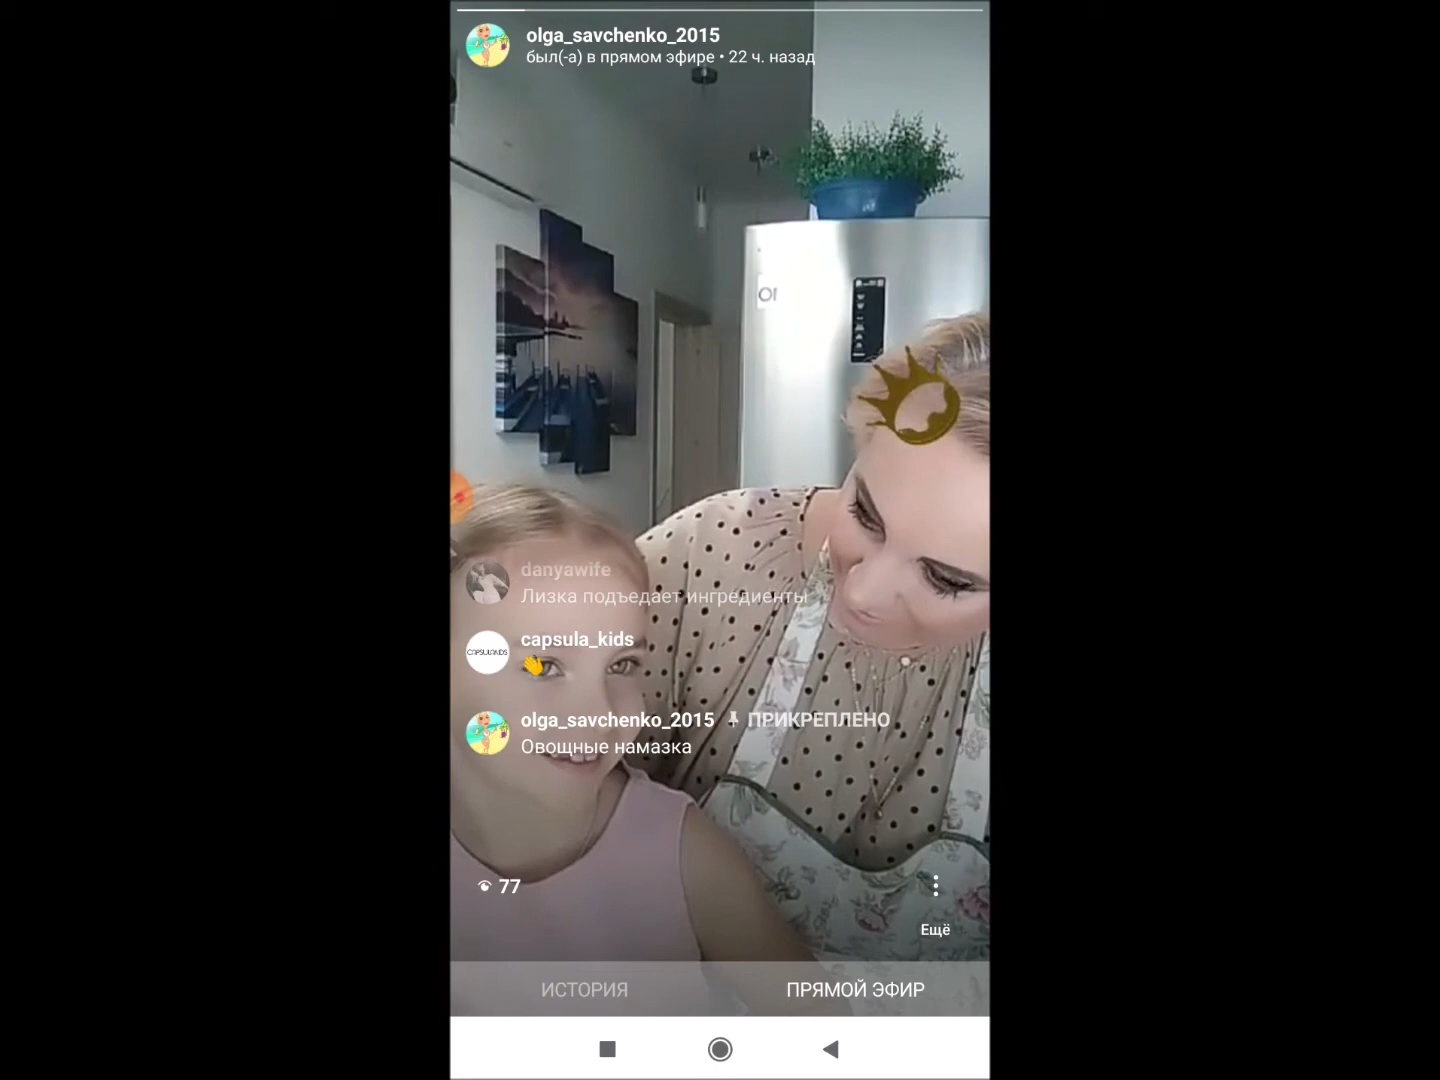 olga_savchenko_2015
был(-а) в прямом эфире • 22 ч. назад
danyawife
Лизка подъедает ингредиенты
CAPSULAKIDS
capsula_kids
👏
olga_savchenko_2015 ПРИКРЕПЛЕНО
Овощные намазка
77
Ещё
ИСТОРИЯ
ПРЯМОЙ ЭФИР